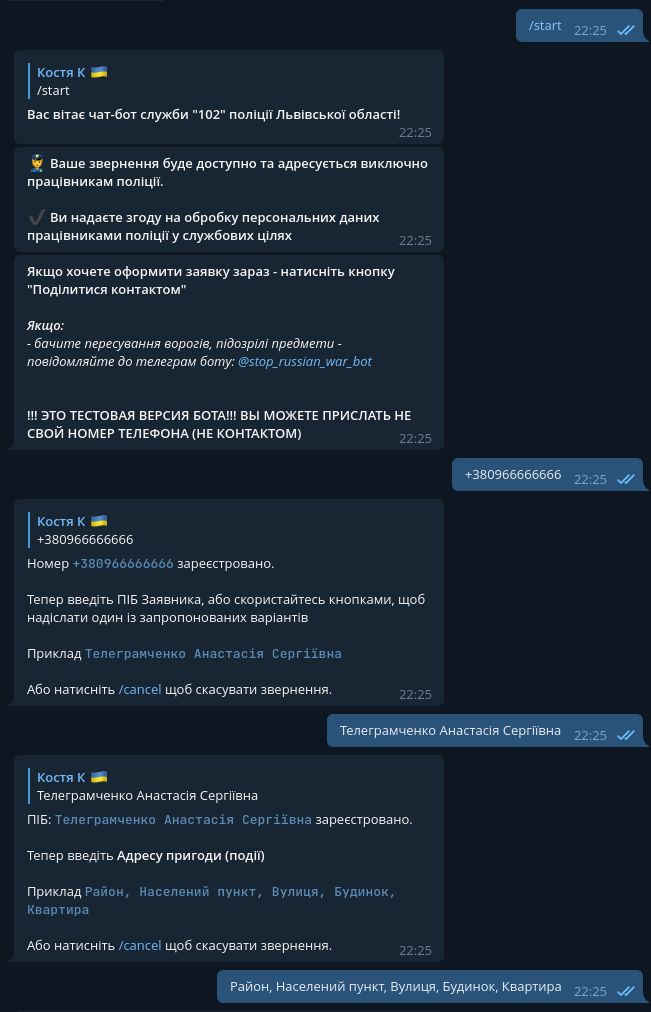 /start 22:25
Костя К 🇺🇦
/start
Вас вітає чат-бот служби "102" поліції Львівської області!
22:25
👮 Ваше звернення буде доступно та адресується виключно
працівникам поліції.
✔️ Ви надаєте згоду на обробку персональних даних
працівниками поліції у службових цілях 22:25
Якщо хочете оформити заявку зараз - натисніть кнопку
"Поділитися контактом"
Якщо:
- бачите пересування ворогів, підозрілі предмети -
повідомляйте до телеграм боту: @stop_russian_war_bot
!!! ЭТО ТЕСТОВАЯ ВЕРСИЯ БОТА!!! ВЫ МОЖЕТЕ ПРИСЛАТЬ НЕ
СВОЙ НОМЕР ТЕЛЕФОНА (НЕ КОНТАКТОМ) 22:25
+380966666666 22:25
Костя К 🇺🇦
+380966666666
Номер +380966666666 зареєстровано.
Тепер введіть ПІБ Заявника, або скористайтесь кнопками, щоб
надіслати один із запропонованих варіантів
Приклад Телеграмченко Анастасія Сергіївна
Або натисніть /cancel щоб скасувати звернення. 22:25
Телеграмченко Анастасія Сергіївна 22:25
Костя К 🇺🇦
Телеграмченко Анастасія Сергіївна
ПІБ: Телеграмченко Анастасія Сергіївна зареєстровано.
Тепер введіть Адресу пригоди (події)
Приклад Район, Населений пункт, Вулиця, Будинок,
Квартира
Або натисніть /cancel щоб скасувати звернення. 22:25
Район, Населений пункт, Вулиця, Будинок, Квартира 22:25